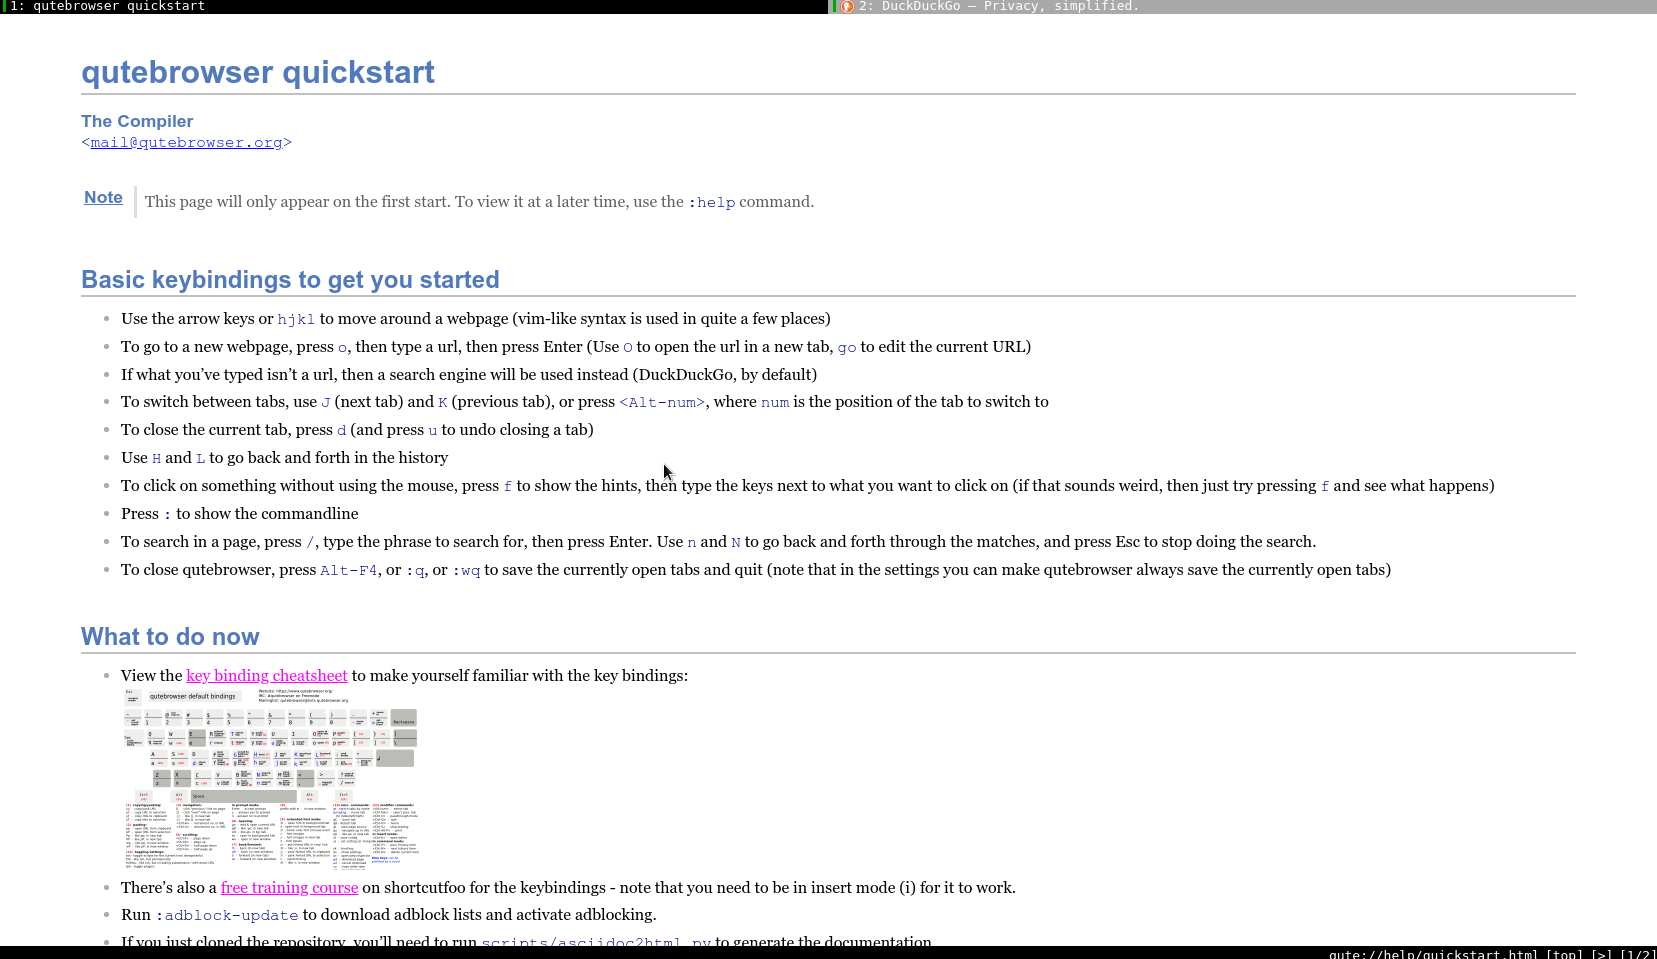 1: qutebrowser quickstart
2: DuckDuckGo — Privacy, simplified.
qutebrowser quickstart
The Compiler
<mail@qutebrowser.org>
Note
This page will only appear on the first start. To view it at a later time, use the :help command.
Basic keybindings to get you started
Use the arrow keys or hjkl to move around a webpage (vim-like syntax is used in quite a few places)
To go to a new webpage, press o, then type a url, then press Enter (Use O to open the url in a new tab, go to edit the current URL)
If what you’ve typed isn’t a url, then a search engine will be used instead (DuckDuckGo, by default)
To switch between tabs, use J (next tab) and K (previous tab), or press <Alt-num>, where num is the position of the tab to switch to
To close the current tab, press d (and press u to undo closing a tab)
Use H and L to go back and forth in the history
To click on something without using the mouse, press f to show the hints, then type the keys next to what you want to click on (if that sounds weird, then just try pressing f and see what happens)
Press : to show the commandline
To search in a page, press /, type the phrase to search for, then press Enter. Use n and N to go back and forth through the matches, and press Esc to stop doing the search.
To close qutebrowser, press Alt-F4, or :q, or :wq to save the currently open tabs and quit (note that in the settings you can make qutebrowser always save the currently open tabs)
What to do now
View the key binding cheatsheet to make yourself familiar with the key bindings:
qutebrowser default bindings
There’s also a free training course on shortcutfoo for the keybindings - note that you need to be in insert mode (i) for it to work.
Run :adblock-update to download adblock lists and activate adblocking.
If you just cloned the repository, you’ll need to run scripts/asciidoc2html.py to generate the documentation.
qute://help/quickstart.html [top] [>] [1/2]